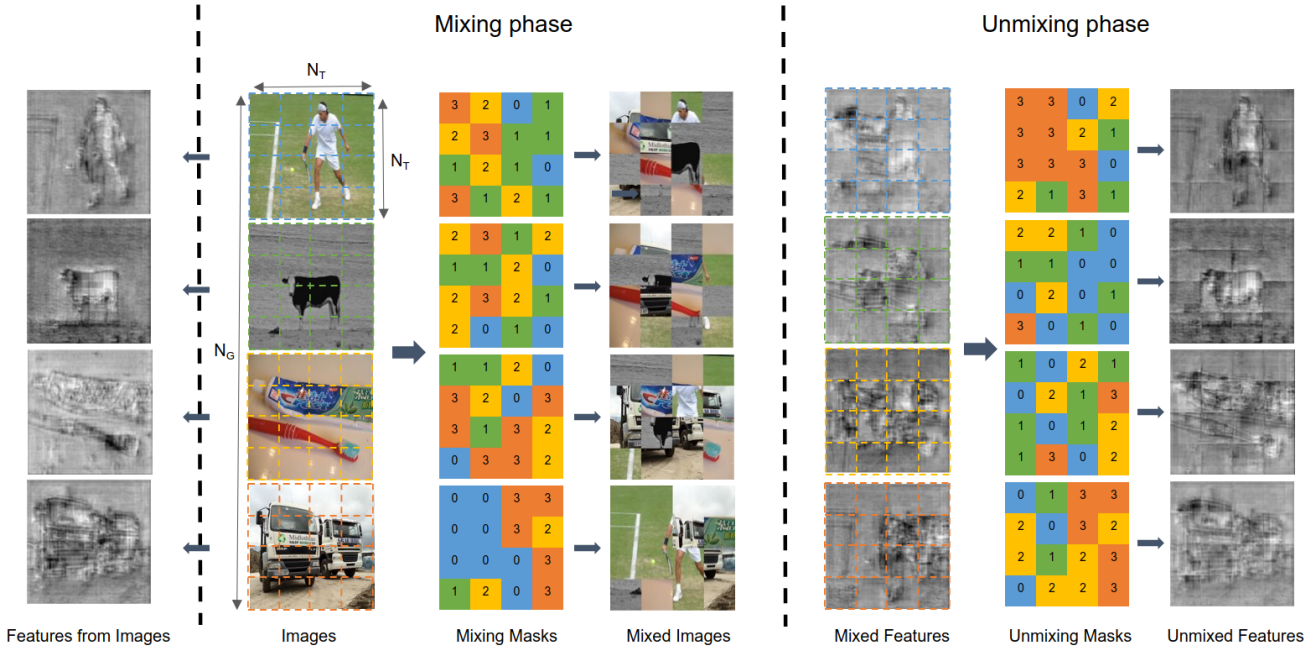 Mixing phase
Unmixing phase
N_T
N_T
N_G
3 2 0 1
2 3 1 1
1 2 1 0
3 1 2 1
2 3 1 2
1 1 2 0
2 3 2 1
2 0 1 0
1 1 2 0
3 2 0 3
3 1 3 2
0 3 3 2
0 0 3 3
0 0 3 2
0 0 0 3
1 2 0 3
3 3 0 2
3 3 2 1
3 3 3 0
2 1 3 1
2 2 1 0
1 1 0 0
0 2 0 1
3 0 1 0
1 0 2 1
0 2 1 3
1 0 1 2
1 3 0 2
0 1 3 3
2 0 3 2
2 1 2 3
0 2 2 3
Midlothian
Features from Images
Images
Mixing Masks
Mixed Images
Mixed Features
Unmixing Masks
Unmixed Features